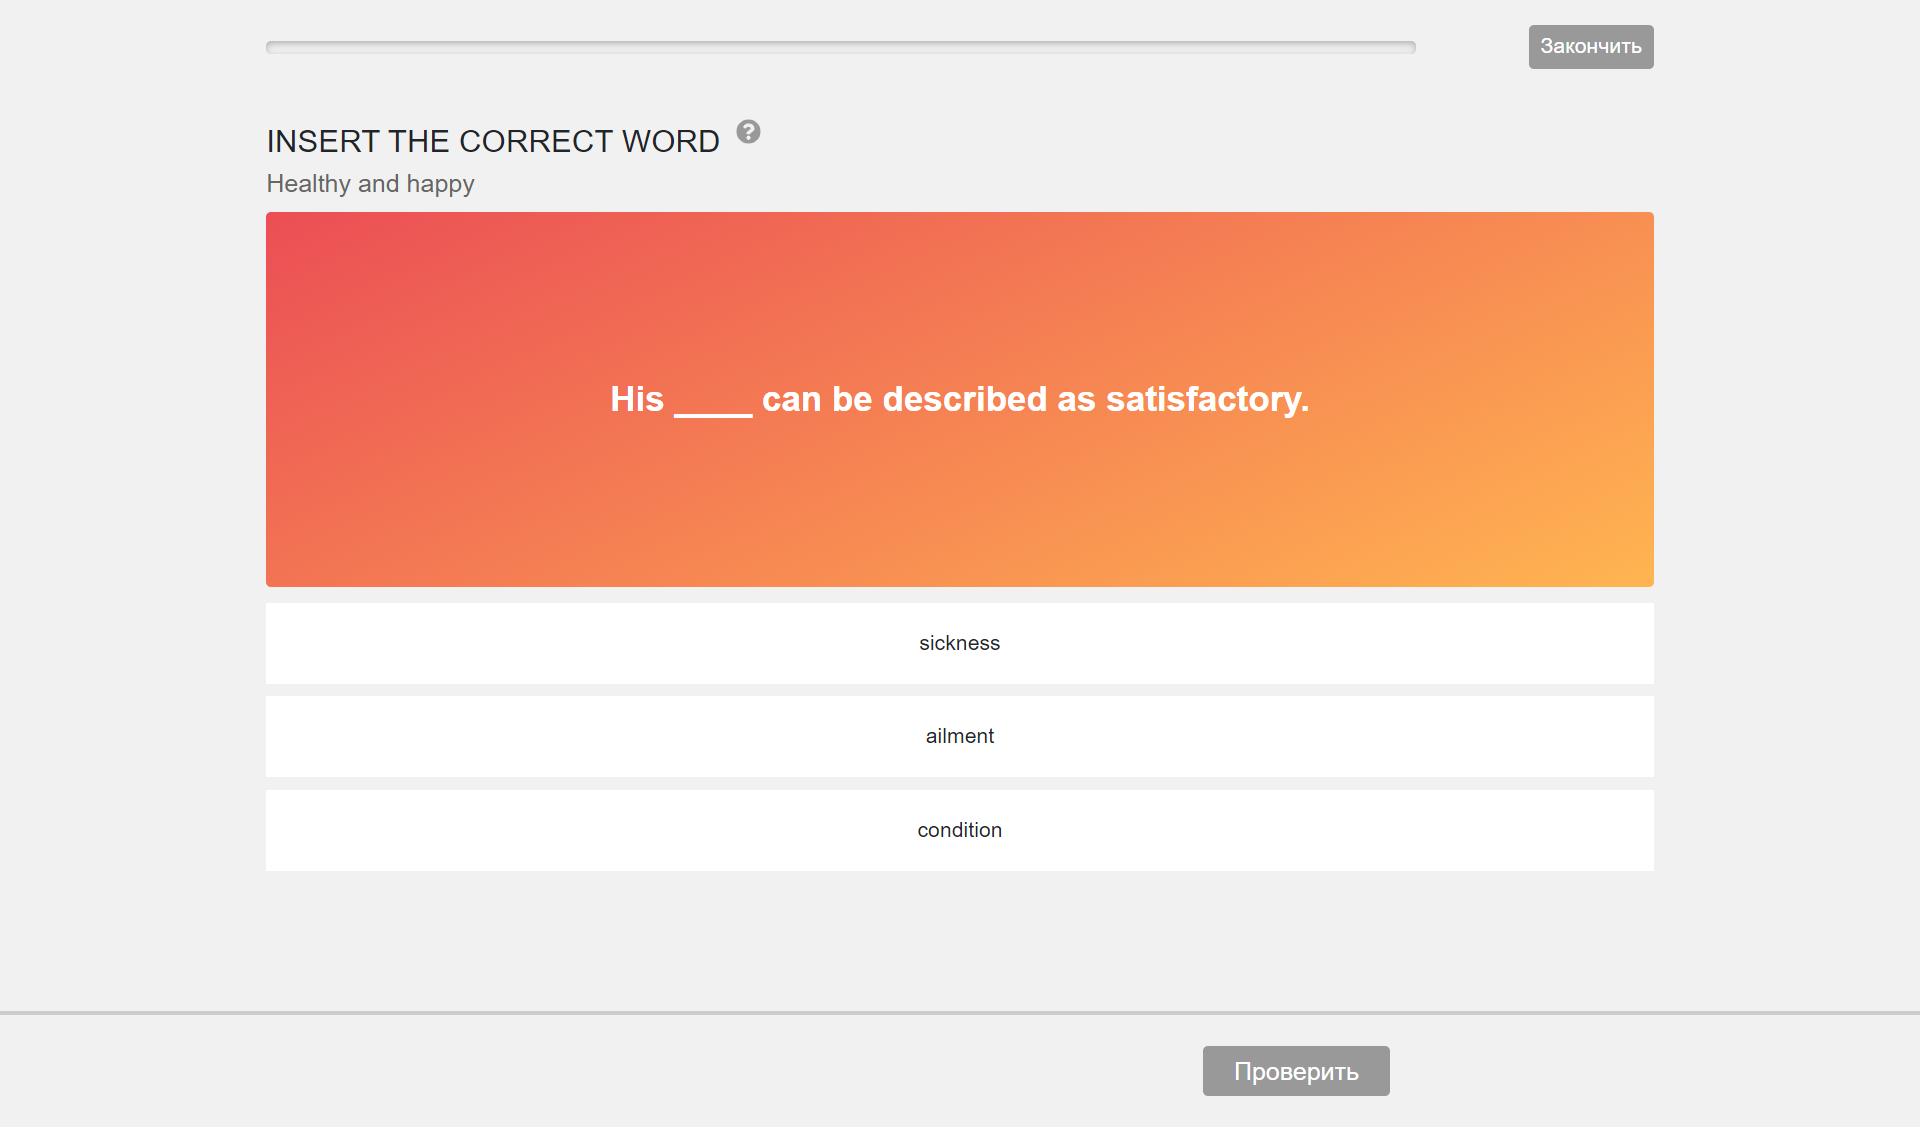 Закончить
INSERT THE CORRECT WORD ?
Healthy and happy
His ____ can be described as satisfactory.
sickness
ailment
condition
Проверить